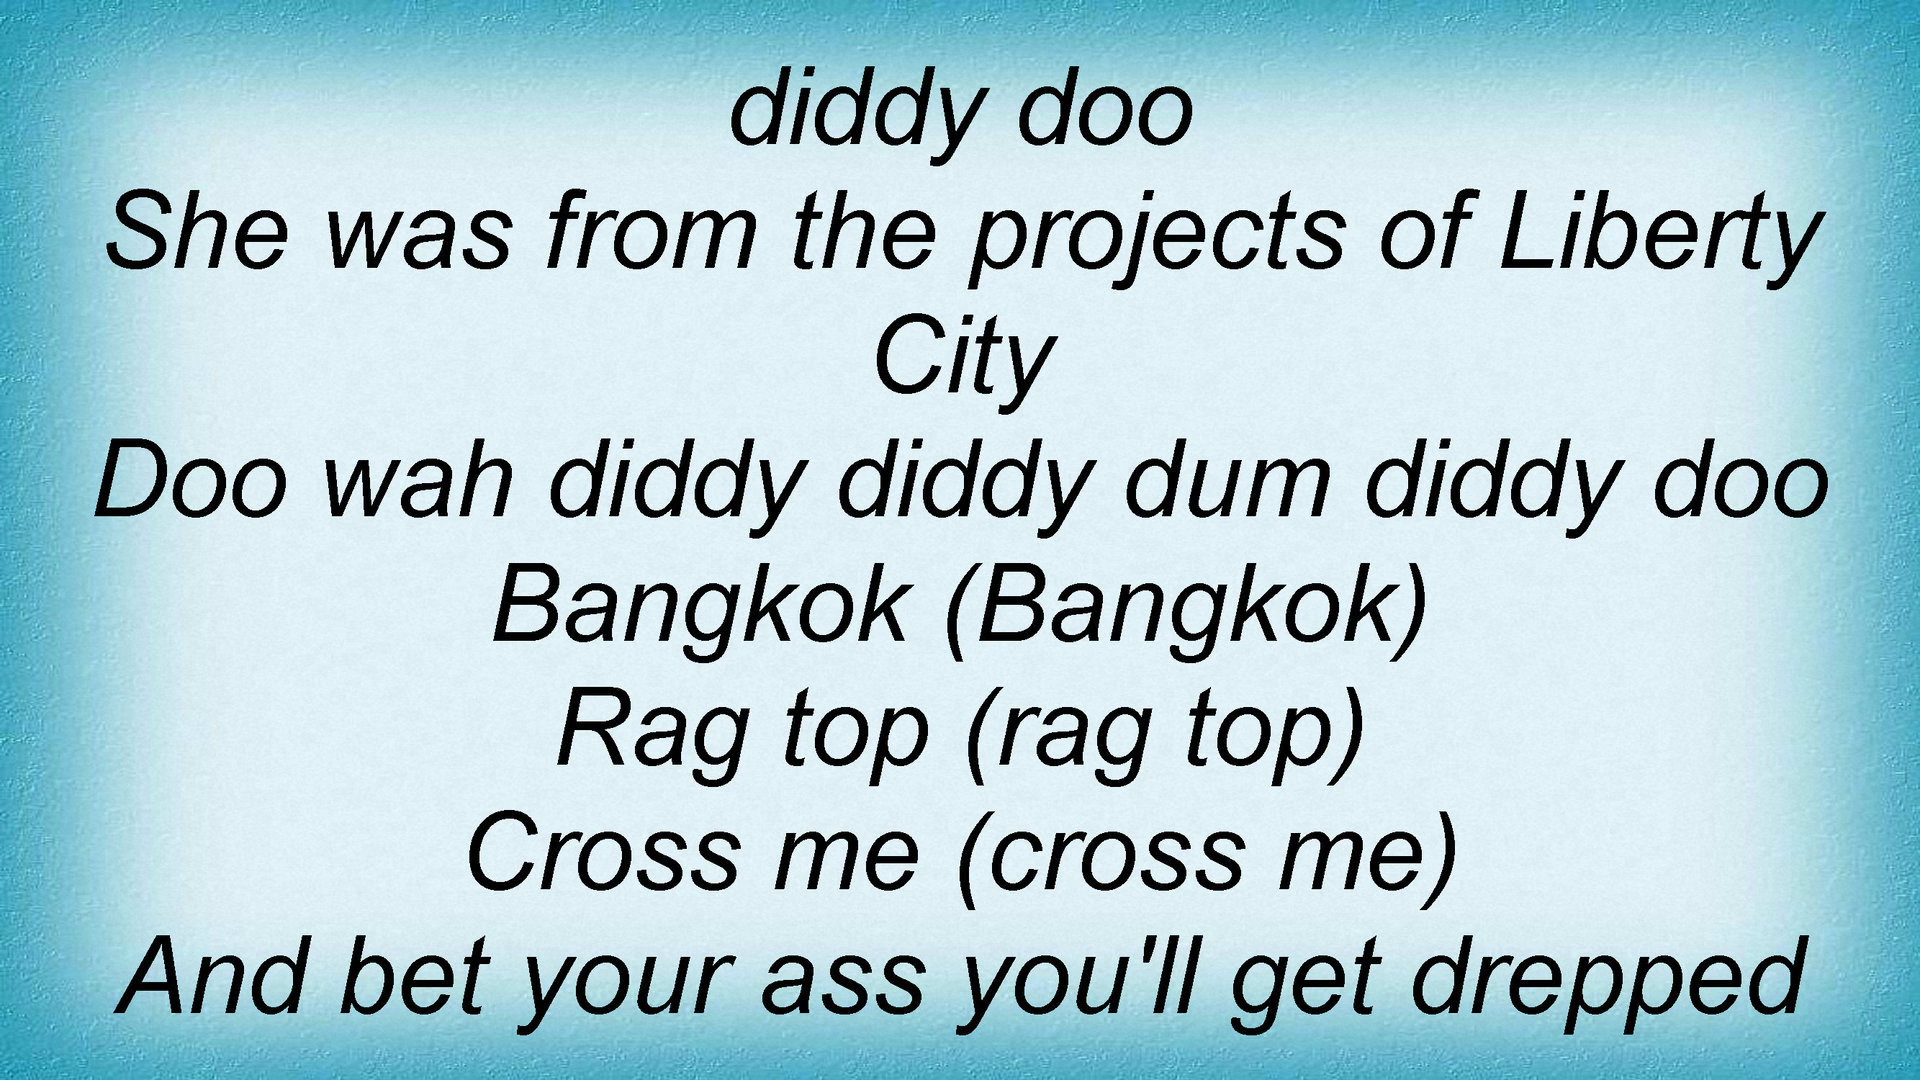 diddy doo
She was from the projects of Liberty
City
Doo wah diddy diddy dum diddy doo
Bangkok (Bangkok)
Rag top (rag top)
Cross me (cross me)
And bet your ass you'll get drepped